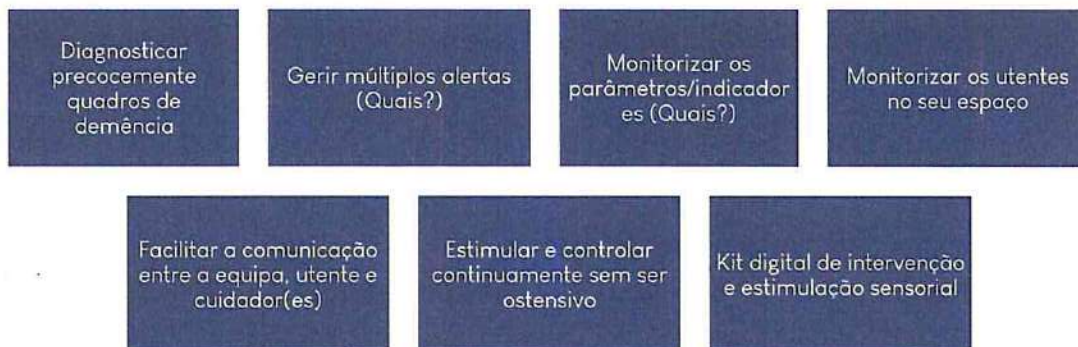 Diagnosticar
precocemente
quadros de
demência
Gerir múltiplos alertas
(Quais?)
Monitorizar os
parâmetros/indicador
es (Quais?)
Monitorizar os utentes
no seu espaço
Facilitar a comunicação
entre a equipa, utente e
cuidador(es)
Estimular e controlar
continuamente sem ser
ostensivo
Kit digital de intervenção
e estimulação sensorial